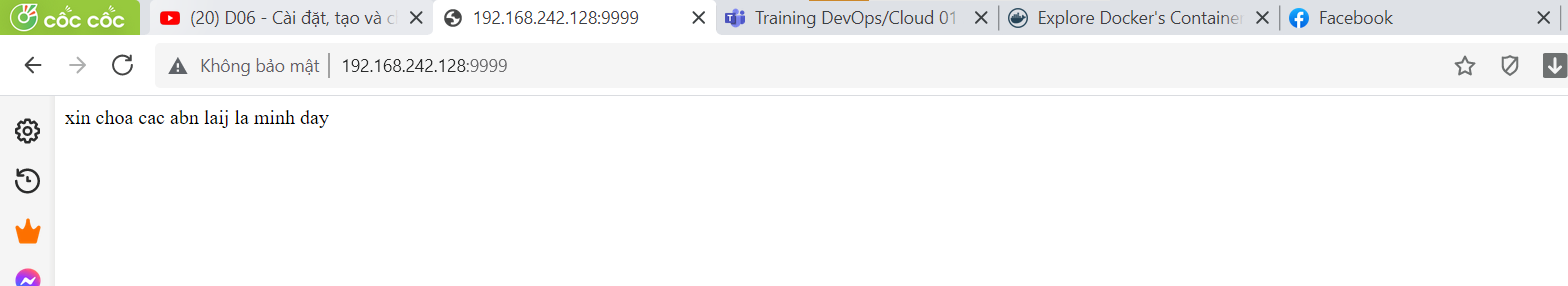 cốc cốc (20) D06 - Cài đặt, tạo và c 192.168.242.128:9999 Training DevOps/Cloud 01 Explore Docker's Container Facebook
Không bảo mật 192.168.242.128:9999
xin choa cac abn laij la minh day